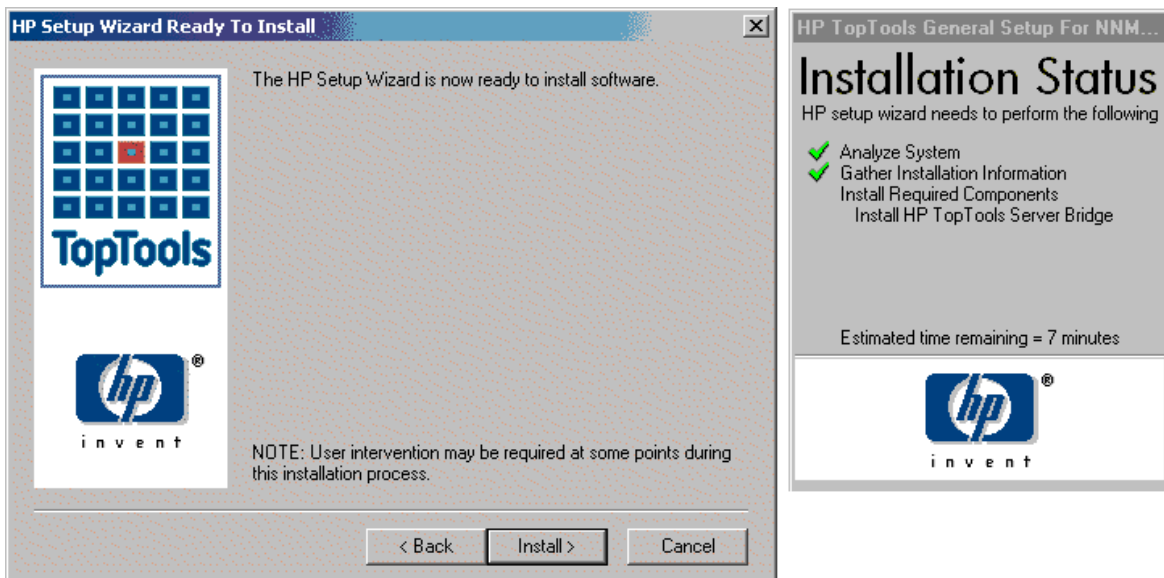 HP Setup Wizard Ready To Install
The HP Setup Wizard is now ready to install software.
TopTools
hp
®
invent
NOTE: User intervention may be required at some points during
this installation process.
< Back
Install >
Cancel
HP TopTools General Setup For NNM...
Installation Status
HP setup wizard needs to perform the following
Analyze System
Gather Installation Information
Install Required Components
Install HP TopTools Server Bridge
Estimated time remaining = 7 minutes
hp
®
invent